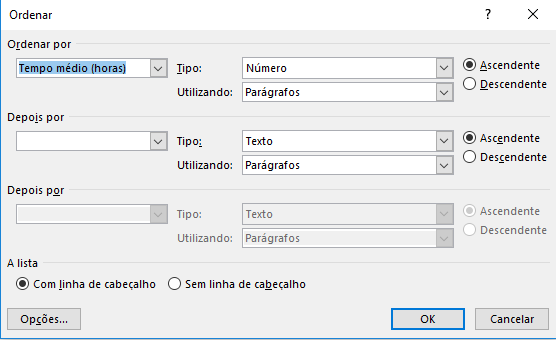 Ordenar ?
Ordenar por
Tempo médio (horas) Tipo: Número Ascendente
Utilizando: Parágrafos Descendente
Depois por
Tipo: Texto Ascendente
Utilizando: Parágrafos Descendente
Depois por
Tipo: Texto Ascendente
Utilizando: Parágrafos Descendente
A lista
Com linha de cabeçalho Sem linha de cabeçalho
Opções... OK Cancelar